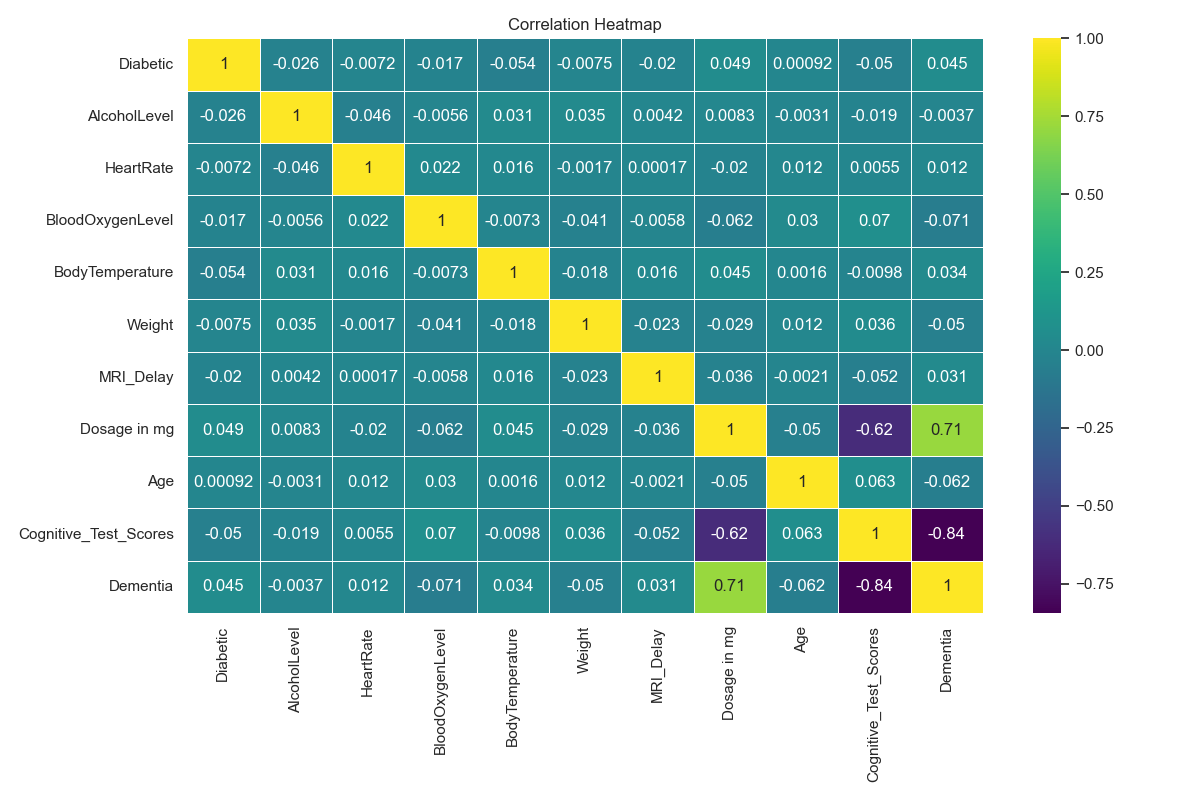 Correlation Heatmap
Diabetic 1 -0.026 -0.0072 -0.017 -0.054 -0.0075 -0.02 0.049 0.00092 -0.05 0.045
AlcoholLevel -0.026 1 -0.046 -0.0056 0.031 0.035 0.0042 0.0083 -0.0031 -0.019 -0.0037
HeartRate -0.0072 -0.046 1 0.022 0.016 -0.0017 0.00017 -0.02 0.012 0.0055 0.012
BloodOxygenLevel -0.017 -0.0056 0.022 1 -0.0073 -0.041 -0.0058 -0.062 0.03 0.07 -0.071
BodyTemperature -0.054 0.031 0.016 -0.0073 1 -0.018 0.016 0.045 0.0016 -0.0098 0.034
Weight -0.0075 0.035 -0.0017 -0.041 -0.018 1 -0.023 -0.029 0.012 0.036 -0.05
MRI_Delay -0.02 0.0042 0.00017 -0.0058 0.016 -0.023 1 -0.036 -0.0021 -0.052 0.031
Dosage in mg 0.049 0.0083 -0.02 -0.062 0.045 -0.029 -0.036 1 -0.05 -0.62 0.71
Age 0.00092 -0.0031 0.012 0.03 0.0016 0.012 -0.0021 -0.05 1 0.063 -0.062
Cognitive_Test_Scores -0.05 -0.019 0.0055 0.07 -0.0098 0.036 -0.052 -0.62 0.063 1 -0.84
Dementia 0.045 -0.0037 0.012 -0.071 0.034 -0.05 0.031 0.71 -0.062 -0.84 1
Diabetic
AlcoholLevel
HeartRate
BloodOxygenLevel
BodyTemperature
Weight
MRI_Delay
Dosage in mg
Age
Cognitive_Test_Scores
Dementia
1.00
0.75
0.50
0.25
0.00
−0.25
−0.50
−0.75